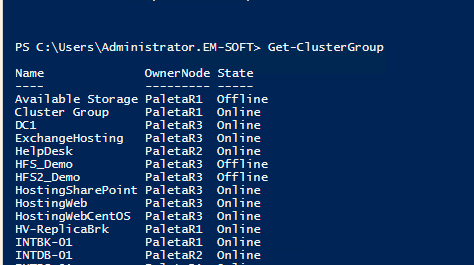 PS C:\Users\Administrator.EM-SOFT> Get-ClusterGroup
Name OwnerNode State
---- --------- -----
Available Storage PaletaR1 Offline
Cluster Group PaletaR1 Online
DC1 PaletaR3 Online
ExchangeHosting PaletaR3 Online
HelpDesk PaletaR2 Online
HFS_Demo PaletaR3 Offline
HFS2_Demo PaletaR3 Offline
HostingSharePoint PaletaR3 Online
HostingWeb PaletaR3 Online
HostingWebCentOS PaletaR3 Online
HV-ReplicaBrk PaletaR1 Online
INTBK-01 PaletaR1 Online
INTDB-01 PaletaR2 Online